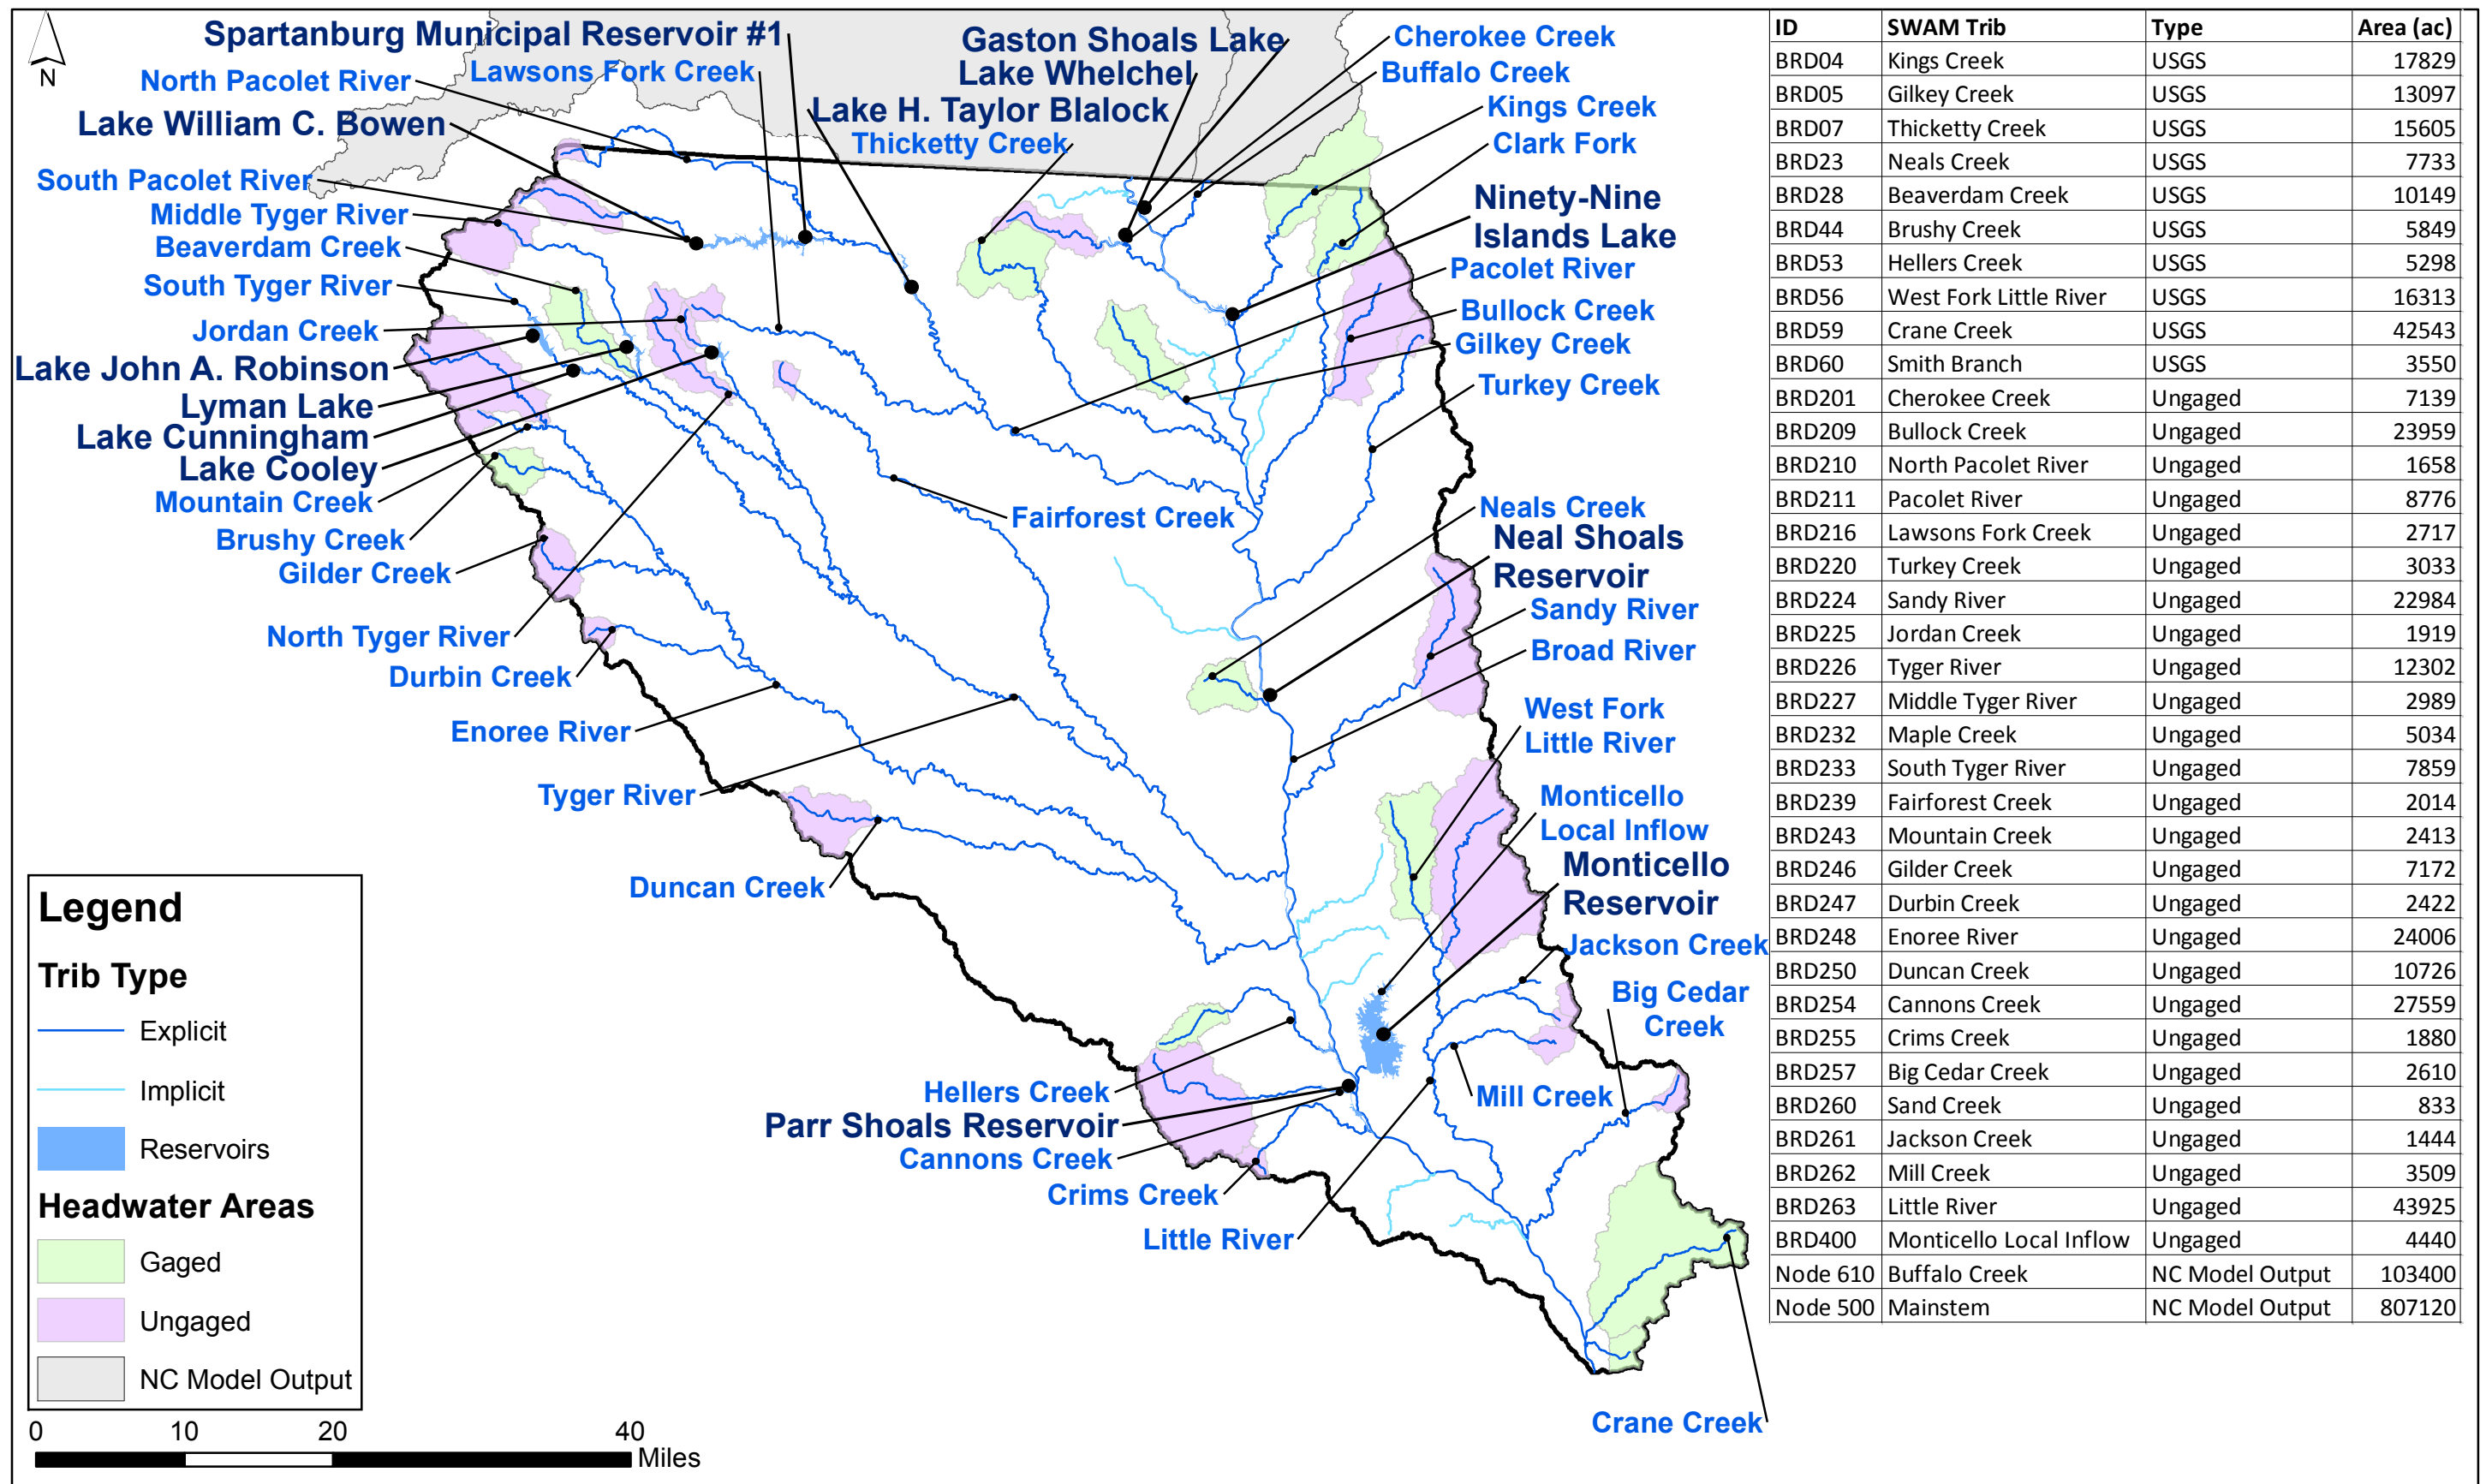 Spartanburg Municipal Reservoir #1
Gaston Shoals Lake
Cherokee Creek
North Pacolet River
Lawsons Fork Creek
Lake Whelchel
Buffalo Creek
N
Lake William C. Bowen
Lake H. Taylor Blalock
Kings Creek
Thicketty Creek
Clark Fork
South Pacolet River
Middle Tyger River
Ninety-Nine
Islands Lake
Beaverdam Creek
Pacolet River
South Tyger River
Bullock Creek
Jordan Creek
Gilkey Creek
Lake John A. Robinson
Turkey Creek
Lyman Lake
Lake Cunningham
Lake Cooley
Mountain Creek
Neals Creek
Fairforest Creek
Brushy Creek
Neal Shoals
Reservoir
Gilder Creek
Sandy River
North Tyger River
Broad River
Durbin Creek
West Fork
Little River
Enoree River
Tyger River
Monticello
Local Inflow
Duncan Creek
Monticello
Reservoir
Jackson Creek
Big Cedar
Creek
Hellers Creek
Mill Creek
Parr Shoals Reservoir
Cannons Creek
Crims Creek
Little River
Crane Creek
Legend
Trib Type
Explicit
Implicit
Reservoirs
Headwater Areas
Gaged
Ungaged
NC Model Output
0 10 20 40
Miles
ID SWAM Trib Type Area (ac)
BRD04 Kings Creek USGS 17829
BRD05 Gilkey Creek USGS 13097
BRD07 Thicketty Creek USGS 15605
BRD23 Neals Creek USGS 7733
BRD28 Beaverdam Creek USGS 10149
BRD44 Brushy Creek USGS 5849
BRD53 Hellers Creek USGS 5298
BRD56 West Fork Little River USGS 16313
BRD59 Crane Creek USGS 42543
BRD60 Smith Branch USGS 3550
BRD201 Cherokee Creek Ungaged 7139
BRD209 Bullock Creek Ungaged 23959
BRD210 North Pacolet River Ungaged 1658
BRD211 Pacolet River Ungaged 8776
BRD216 Lawsons Fork Creek Ungaged 2717
BRD220 Turkey Creek Ungaged 3033
BRD224 Sandy River Ungaged 22984
BRD225 Jordan Creek Ungaged 1919
BRD226 Tyger River Ungaged 12302
BRD227 Middle Tyger River Ungaged 2989
BRD232 Maple Creek Ungaged 5034
BRD233 South Tyger River Ungaged 7859
BRD239 Fairforest Creek Ungaged 2014
BRD243 Mountain Creek Ungaged 2413
BRD246 Gilder Creek Ungaged 7172
BRD247 Durbin Creek Ungaged 2422
BRD248 Enoree River Ungaged 24006
BRD250 Duncan Creek Ungaged 10726
BRD254 Cannons Creek Ungaged 27559
BRD255 Crims Creek Ungaged 1880
BRD257 Big Cedar Creek Ungaged 2610
BRD260 Sand Creek Ungaged 833
BRD261 Jackson Creek Ungaged 1444
BRD262 Mill Creek Ungaged 3509
BRD263 Little River Ungaged 43925
BRD400 Monticello Local Inflow Ungaged 4440
Node 610 Buffalo Creek NC Model Output 103400
Node 500 Mainstem NC Model Output 807120